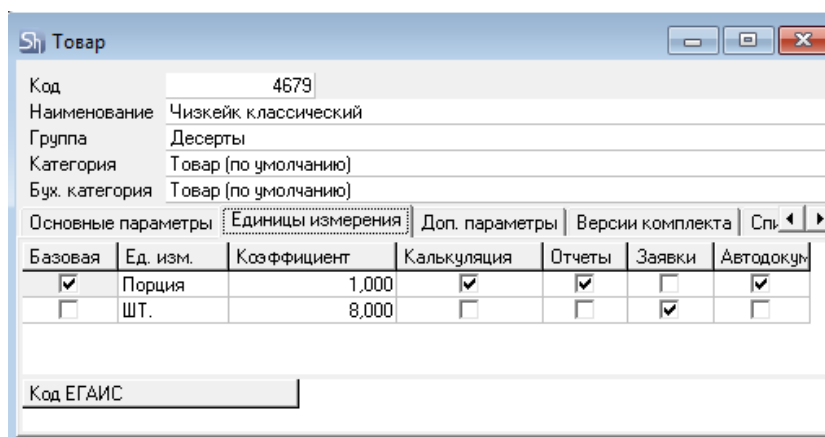 Sh Товар
Код 4679
Наименование Чизкейк классический
Группа Десерты
Категория Товар (по умолчанию)
Бух. категория Товар (по умолчанию)
Основные параметры Единицы измерения Доп. параметры Версии комплекта
Базовая Ед. изм. Коэффициент Калькуляция Отчеты Заявки Автодокум
Порция 1,000
ШТ. 8,000
Код ЕГАИС